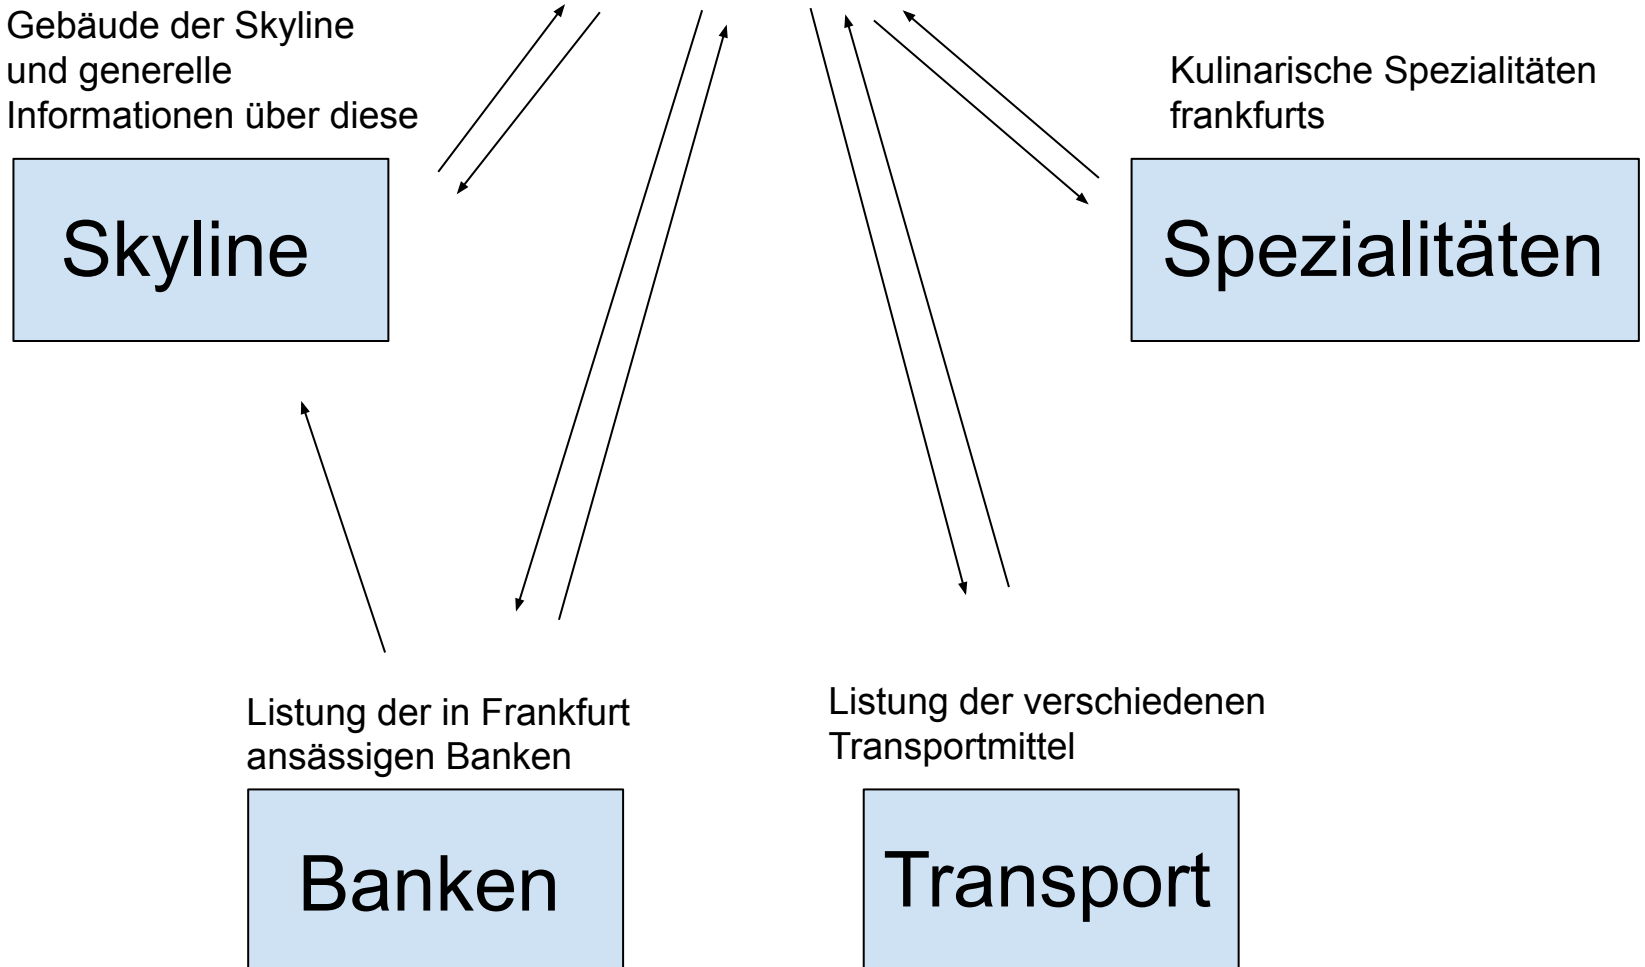 Gebäude der Skyline
und generelle
Informationen über diese
Skyline
Kulinarische Spezialitäten
frankfurts
Spezialitäten
Listung der in Frankfurt
ansässigen Banken
Banken
Listung der verschiedenen
Transportmittel
Transport